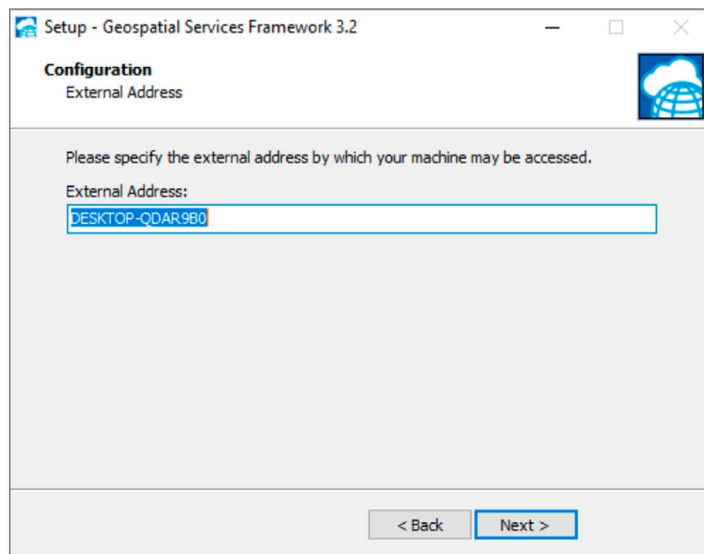 Setup - Geospatial Services Framework 3.2
Configuration
External Address
Please specify the external address by which your machine may be accessed.
External Address:
DESKTOP-QDAR9B0
< Back
Next >